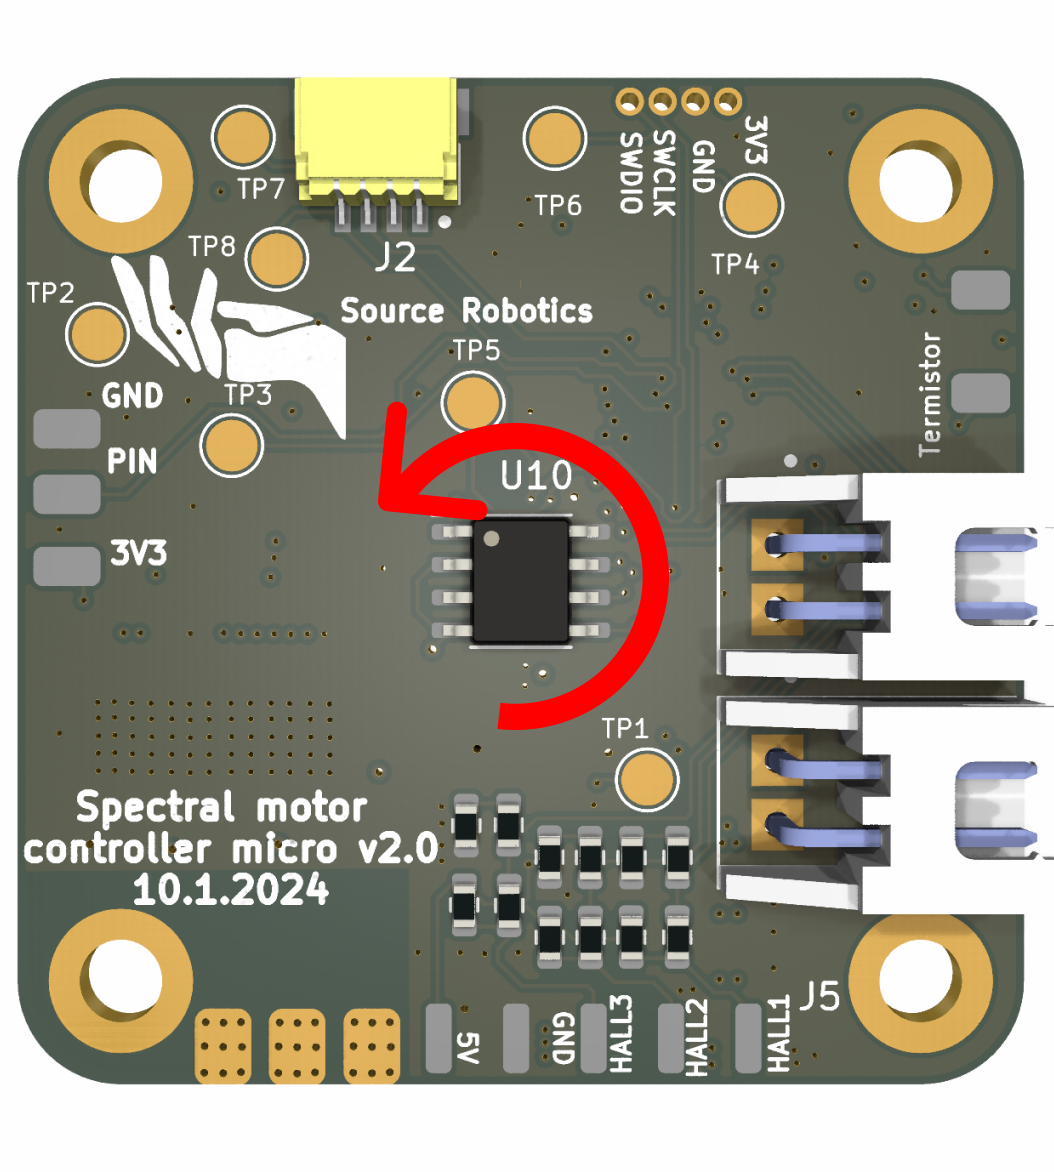 TP7
TP6
SWDIO
SWCLK
GND
3V3
TP8
J2
TP4
TP2
Source Robotics
TP5
GND
TP3
Termistor
PIN
U10
3V3
TP1
Spectral motor
controller micro v2.0
10.1.2024
J5
5V
GND
HALL3
HALL2
HALL1